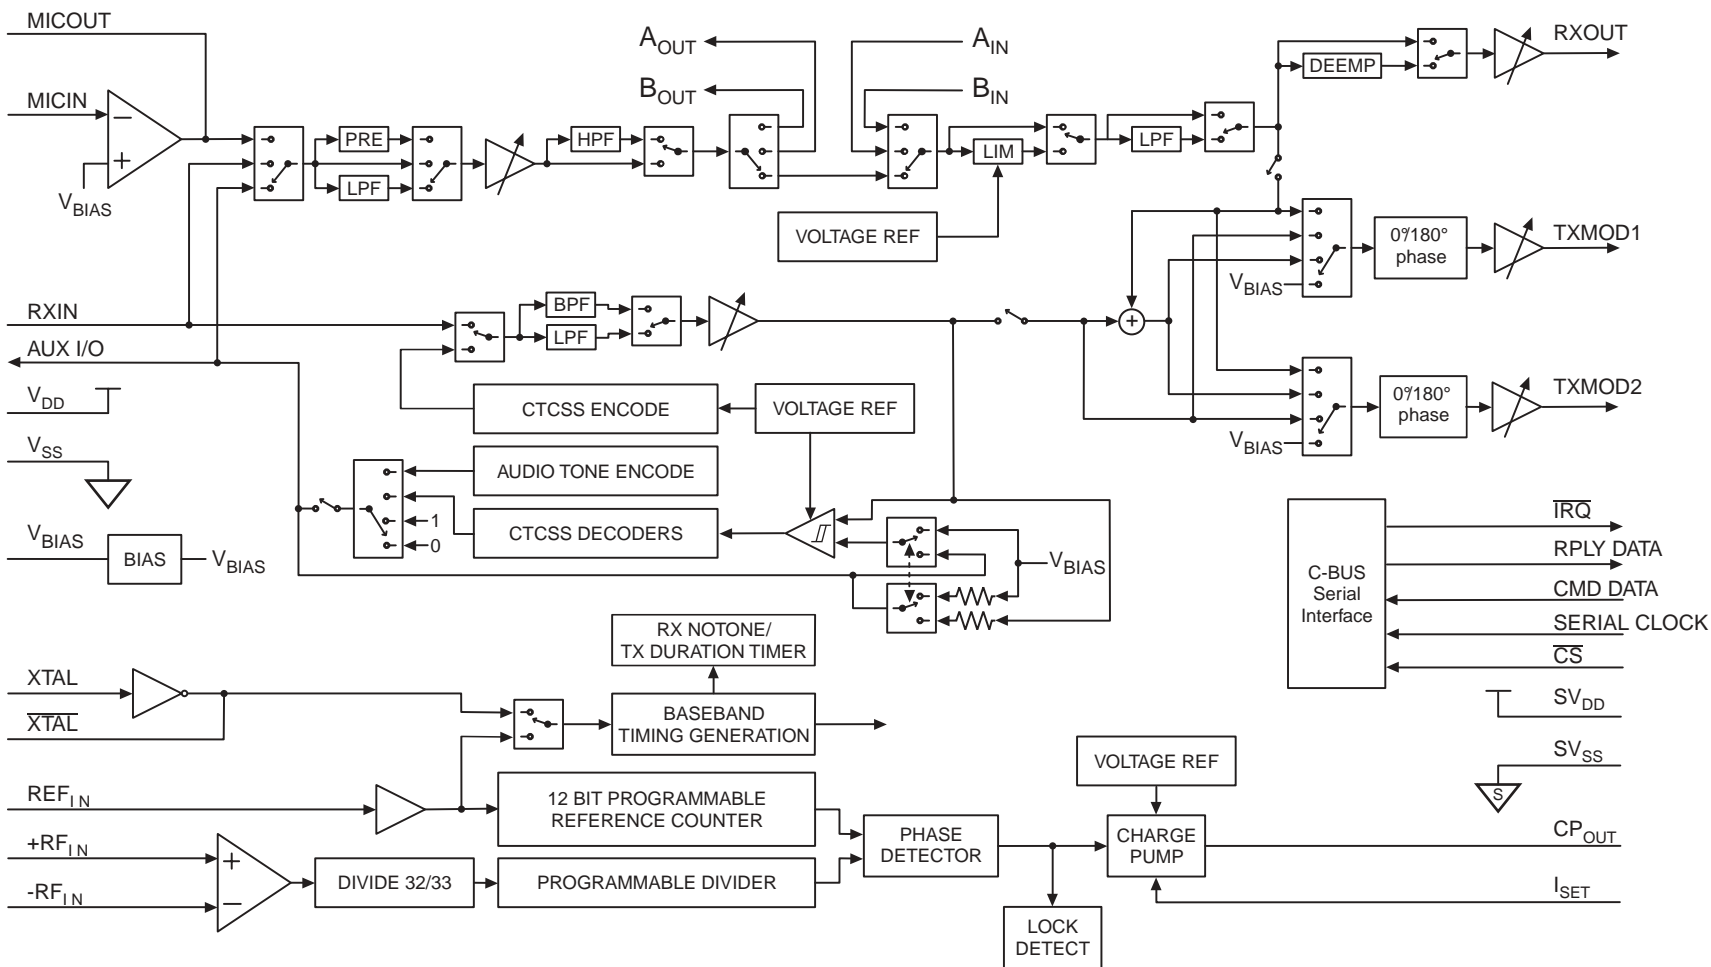 MICOUT
MICIN
VBIAS
PRE
LPF
HPF
AOUT
BOUT
AIN
BIN
LIM
LPF
VOLTAGE REF
DEEMP
RXOUT
0°/180°
phase
TXMOD1
VBIAS
RXIN
BPF
LPF
AUX I/O
CTCSS ENCODE
VOLTAGE REF
0°/180°
phase
TXMOD2
VBIAS
VDD
VSS
AUDIO TONE ENCODE
CTCSS DECODERS
1
0
VBIAS
BIAS
VBIAS
VBIAS
C-BUS
Serial
Interface
IRQ
RPLY DATA
CMD DATA
SERIAL CLOCK
CS
RX NOTONE/
TX DURATION TIMER
XTAL
XTAL
BASEBAND
TIMING GENERATION
SVDD
SVSS
S
REFIN
12 BIT PROGRAMMABLE
REFERENCE COUNTER
VOLTAGE REF
+RFIN
-RFIN
DIVIDE 32/33
PROGRAMMABLE DIVIDER
PHASE
DETECTOR
CHARGE
PUMP
CPOUT
ISET
LOCK
DETECT